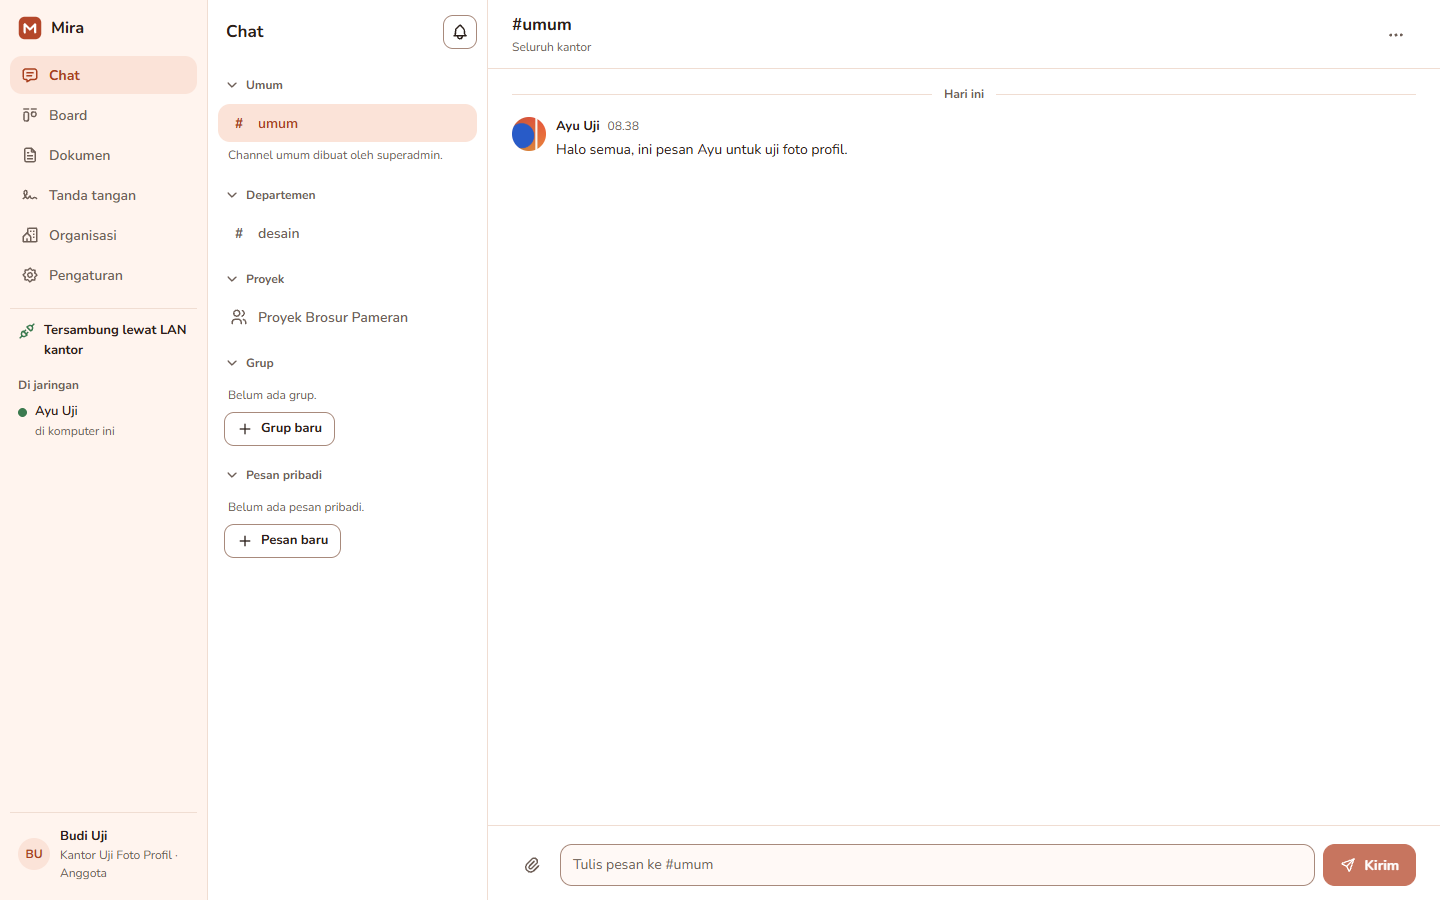 Mira
Chat
Board
Dokumen
Tanda tangan
Organisasi
Pengaturan
Tersambung lewat LAN
kantor
Di jaringan
Ayu Uji
di komputer ini
Budi Uji
BU
Kantor Uji Foto Profil ·
Anggota
Chat
Umum
# umum
Channel umum dibuat oleh superadmin.
Departemen
# desain
Proyek
Proyek Brosur Pameran
Grup
Belum ada grup.
Grup baru
Pesan pribadi
Belum ada pesan pribadi.
Pesan baru
#umum
Seluruh kantor
Hari ini
Ayu Uji 08.38
Halo semua, ini pesan Ayu untuk uji foto profil.
Tulis pesan ke #umum
Kirim